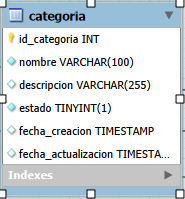 categoria
id_categoria INT
nombre VARCHAR(100)
descripcion VARCHAR(255)
estado TINYINT(1)
fecha_creacion TIMESTAMP
fecha_actualizacion TIMESTA...
Indexes